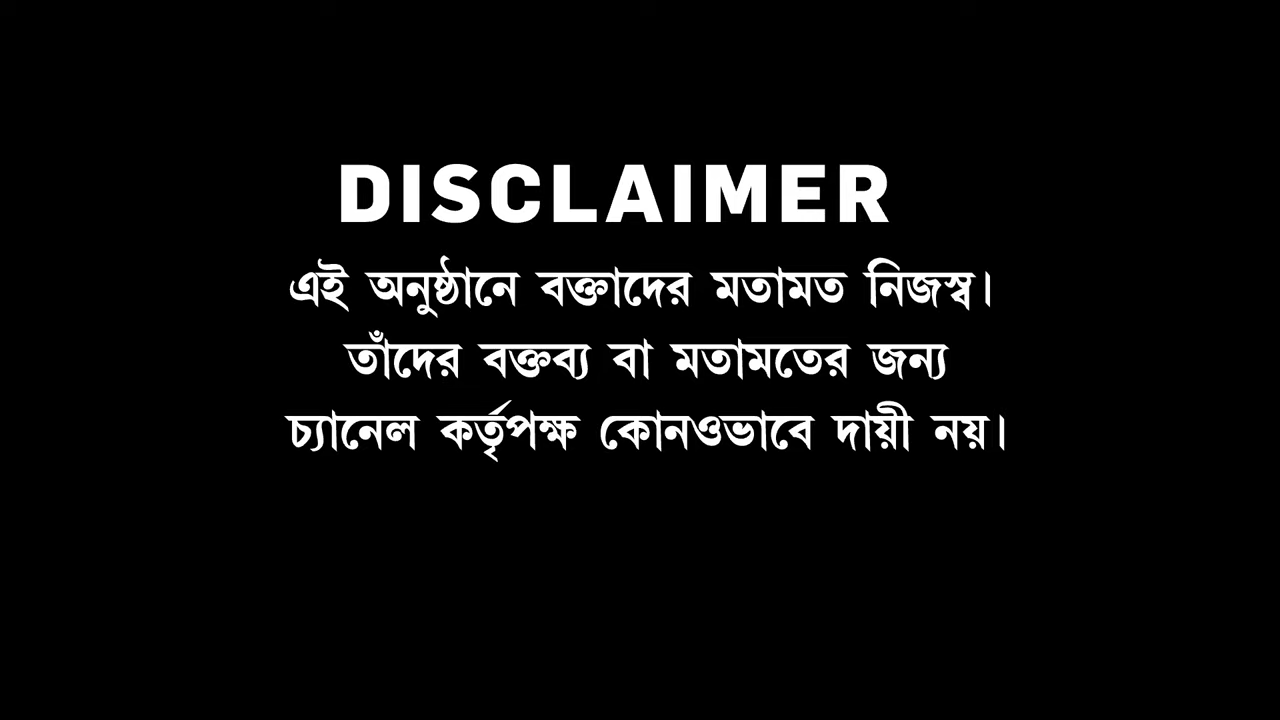 DISCLAIMER
এই অনুষ্ঠানে বক্তাদের মতামত নিজস্ব।
তাঁদের বক্তব্য বা মতামতের জন্য
চ্যানেল কর্তৃপক্ষ কোনওভাবে দায়ী নয়।